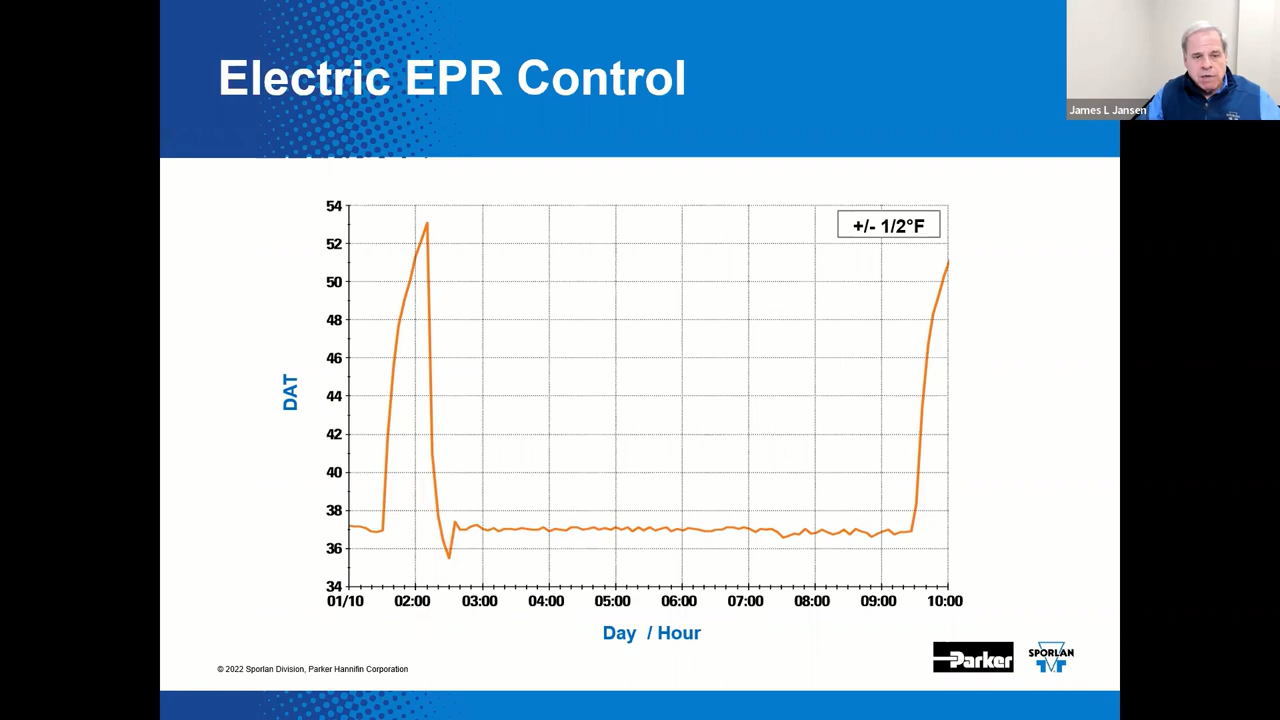 Electric EPR Control
James L Jansen
+/- 1/2°F
54
52
50
48
46
44
42
40
38
36
34
DAT
01/10 02:00 03:00 04:00 05:00 06:00 07:00 08:00 09:00 10:00
Day / Hour
© 2022 Sporlan Division, Parker Hannifin Corporation
Parker
SPORLAN